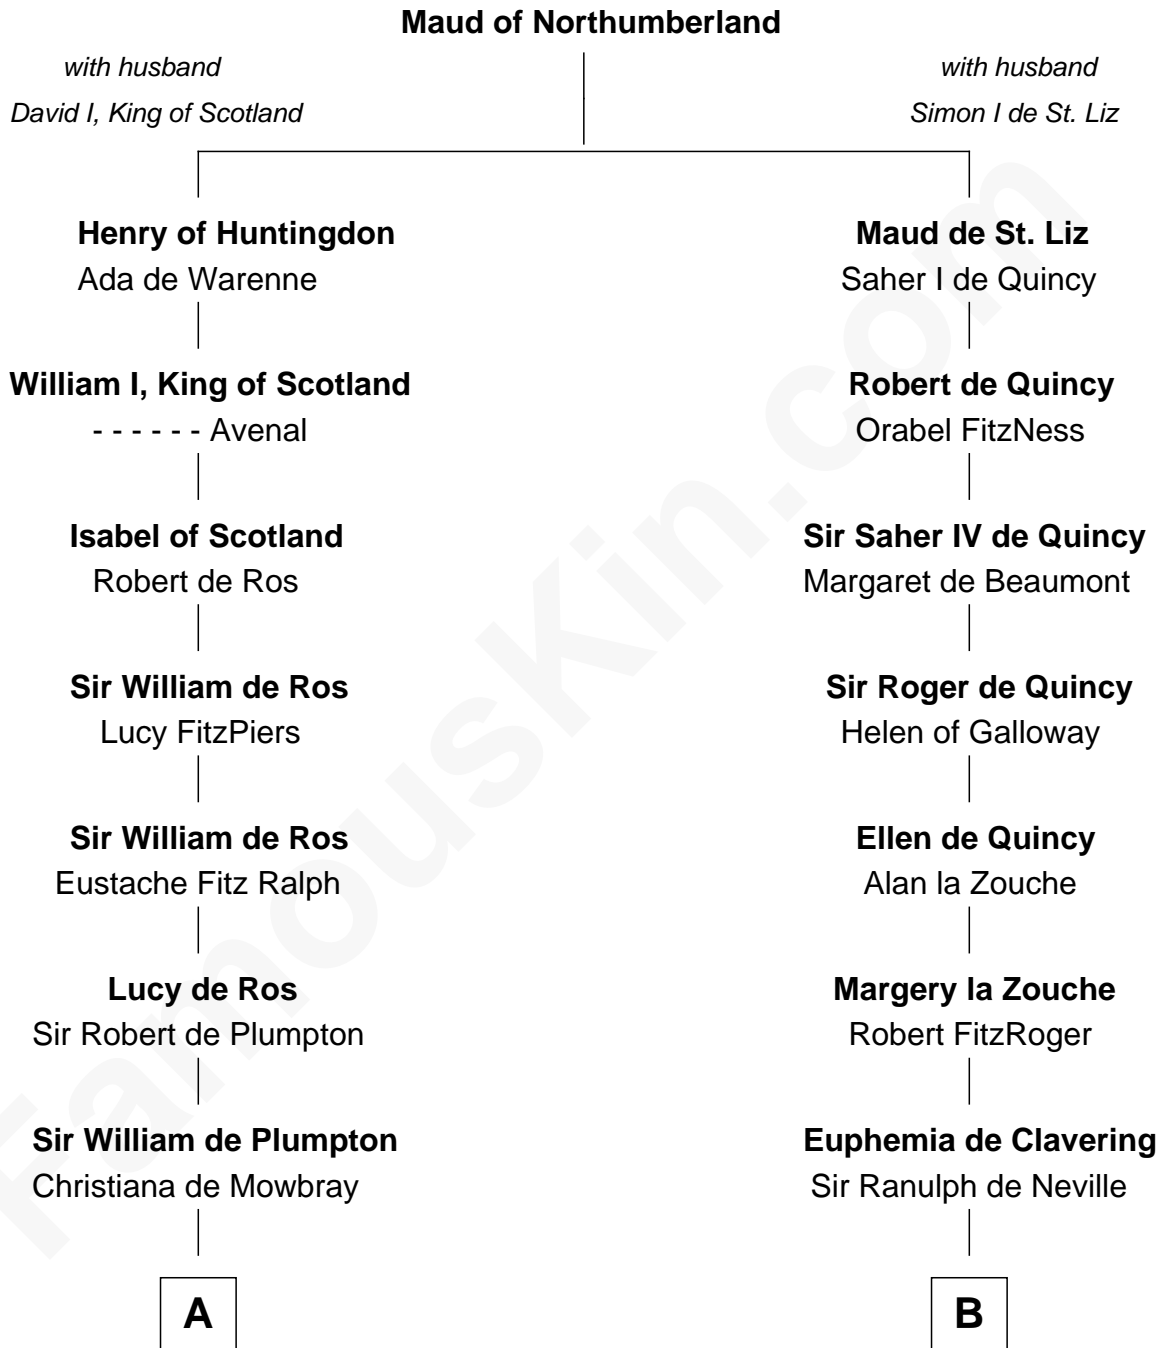 Maud of Northumberland
with husband
David I, King of Scotland
with husband
Simon I de St. Liz
Henry of Huntingdon
Ada de Warenne
Maud de St. Liz
Saher I de Quincy
William I, King of Scotland
- - - - - - Avenal
Robert de Quincy
Orabel FitzNess
Isabel of Scotland
Robert de Ros
Sir Saher IV de Quincy
Margaret de Beaumont
Sir William de Ros
Lucy FitzPiers
Sir Roger de Quincy
Helen of Galloway
Sir William de Ros
Eustache Fitz Ralph
Ellen de Quincy
Alan la Zouche
Lucy de Ros
Sir Robert de Plumpton
Margery la Zouche
Robert FitzRoger
Sir William de Plumpton
Christiana de Mowbray
Euphemia de Clavering
Sir Ranulph de Neville
A
B
FamousKin.com